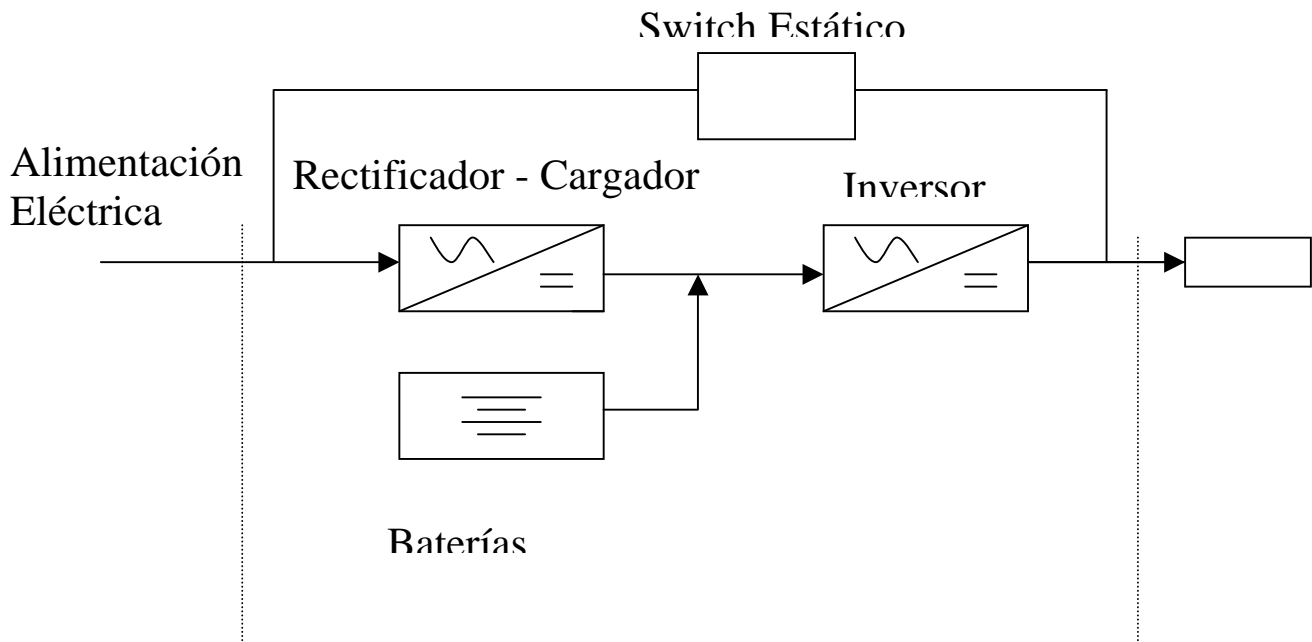 Switch Estático
Alimentación
Eléctrica
Rectificador - Cargador
Inversor
Baterías